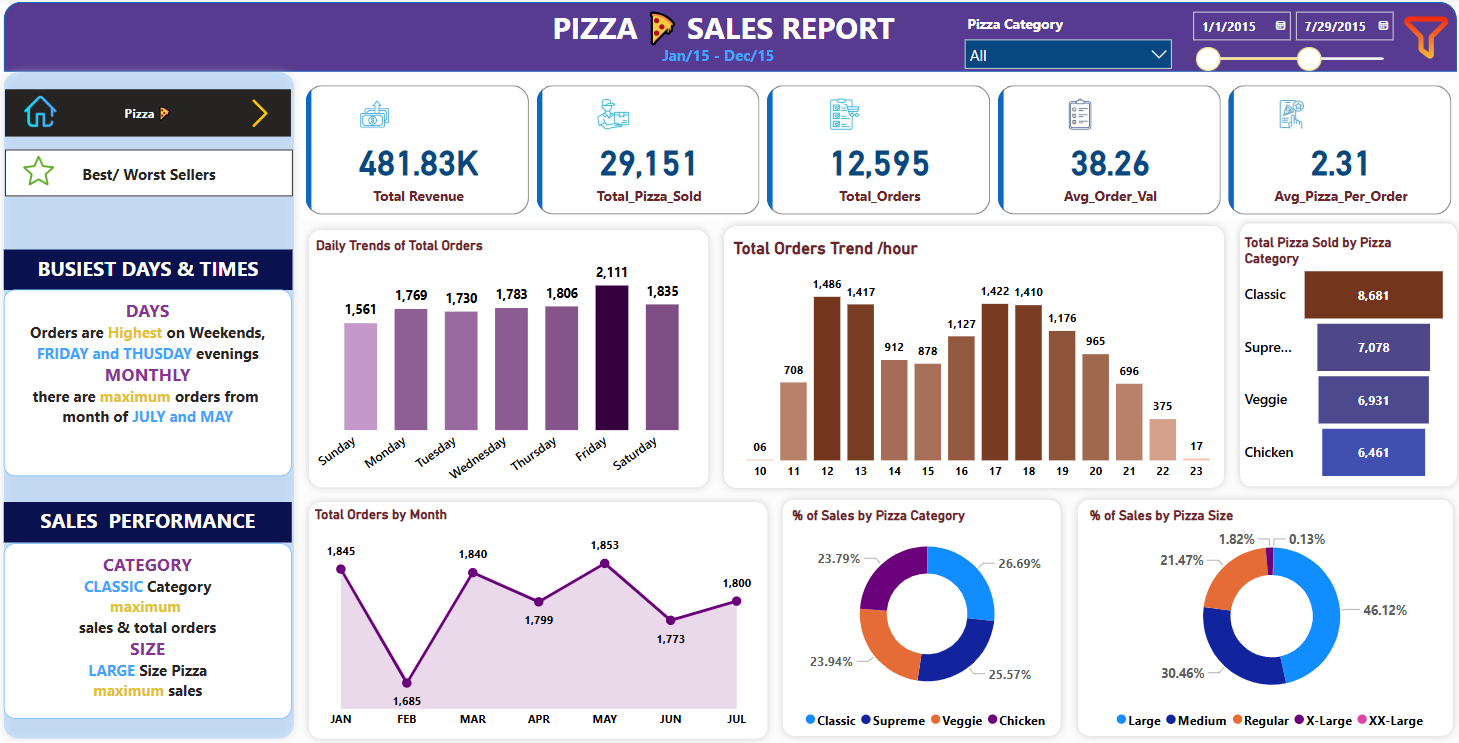 PIZZA SALES REPORT
Jan/15 - Dec/15
Pizza Category
All
1/1/2015
7/29/2015
Pizza
Best/ Worst Sellers
BUSIEST DAYS & TIMES
DAYS
Orders are Highest on Weekends,
FRIDAY and THUSDAY evenings
MONTHLY
there are maximum orders from
month of JULY and MAY
SALES PERFORMANCE
CATEGORY
CLASSIC Category
maximum
sales & total orders
SIZE
LARGE Size Pizza
maximum sales
481.83K
Total Revenue
29,151
Total_Pizza_Sold
12,595
Total_Orders
38.26
Avg_Order_Val
2.31
Avg_Pizza_Per_Order
Daily Trends of Total Orders
1,561
1,769
1,730
1,783
1,806
2,111
1,835
Sunday
Monday
Tuesday
Wednesday
Thursday
Friday
Saturday
Total Orders Trend /hour
06
708
1,486
1,417
912
878
1,127
1,422
1,410
1,176
965
696
375
17
10 11 12 13 14 15 16 17 18 19 20 21 22 23
Total Pizza Sold by Pizza
Category
Classic 8,681
Supre... 7,078
Veggie 6,931
Chicken 6,461
Total Orders by Month
1,845
1,685
1,840
1,799
1,853
1,773
1,800
JAN FEB MAR APR MAY JUN JUL
% of Sales by Pizza Category
23.79%
26.69%
23.94%
25.57%
Classic Supreme Veggie Chicken
% of Sales by Pizza Size
1.82%
0.13%
21.47%
46.12%
30.46%
Large Medium Regular X-Large XX-Large